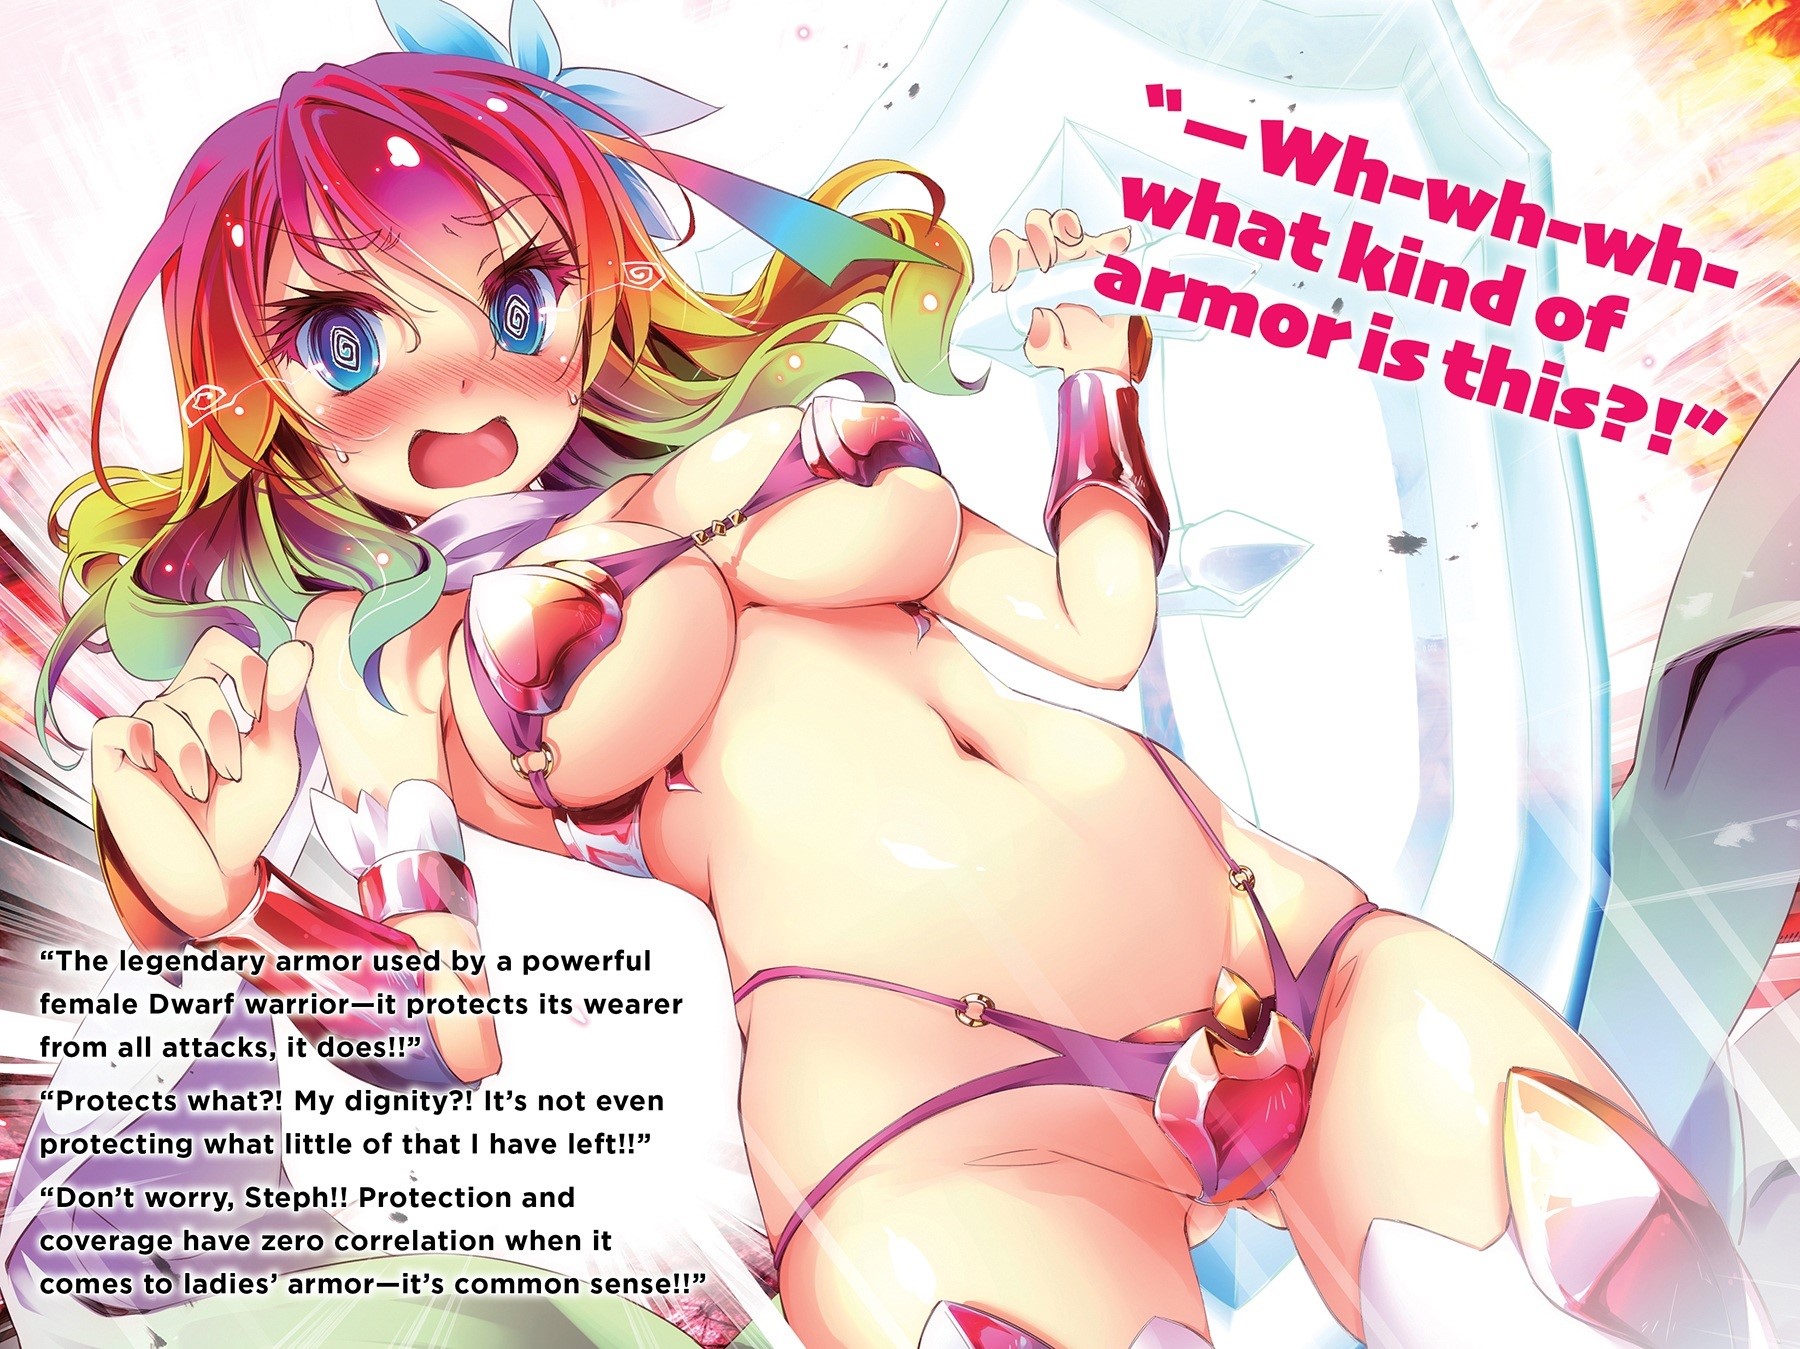 “—Wh-wh-wh-
what kind of
armor is this?!”
“The legendary armor used by a powerful
female Dwarf warrior—it protects its wearer
from all attacks, it does!!”
“Protects what?! My dignity?! It’s not even
protecting what little of that I have left!!”
“Don’t worry, Steph!! Protection and
coverage have zero correlation when it
comes to ladies’ armor—it’s common sense!!”